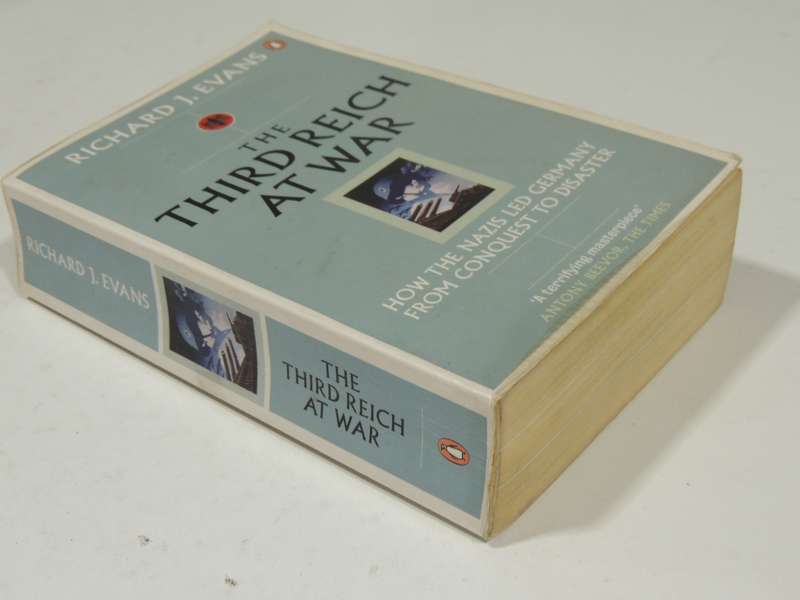 RICHARD J. EVANS
THE
THIRD REICH
AT WAR
HOW THE NAZIS LED GERMANY
FROM CONQUEST TO DISASTER
'A terrifying masterpiece'
ANTONY BEEVOR, THE TIMES
RICHARD J. EVANS
THE
THIRD REICH
AT WAR